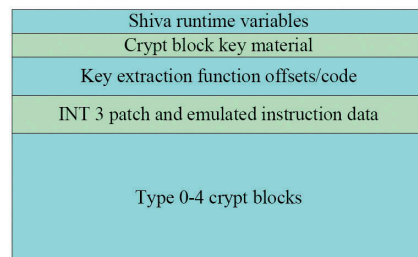 Shiva runtime variables
Crypt block key material
Key extraction function offsets/code
INT 3 patch and emulated instruction data
Type 0-4 crypt blocks